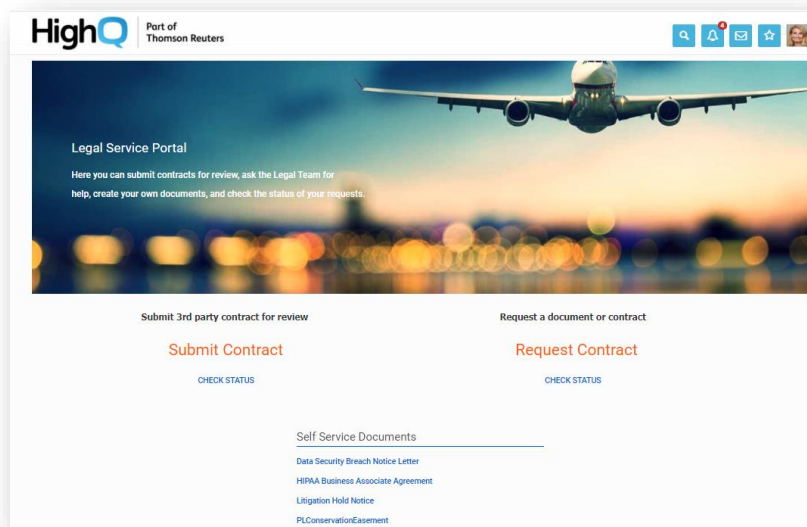 HighQ
Part of
Thomson Reuters
4
Legal Service Portal
Here you can submit contracts for review, ask the Legal Team for
help, create your own documents, and check the status of your requests.
Submit 3rd party contract for review
Request a document or contract
Submit Contract
Request Contract
CHECK STATUS
CHECK STATUS
Self Service Documents
Data Security Breach Notice Letter
HIPAA Business Associate Agreement
Litigation Hold Notice
PLConservationEasement